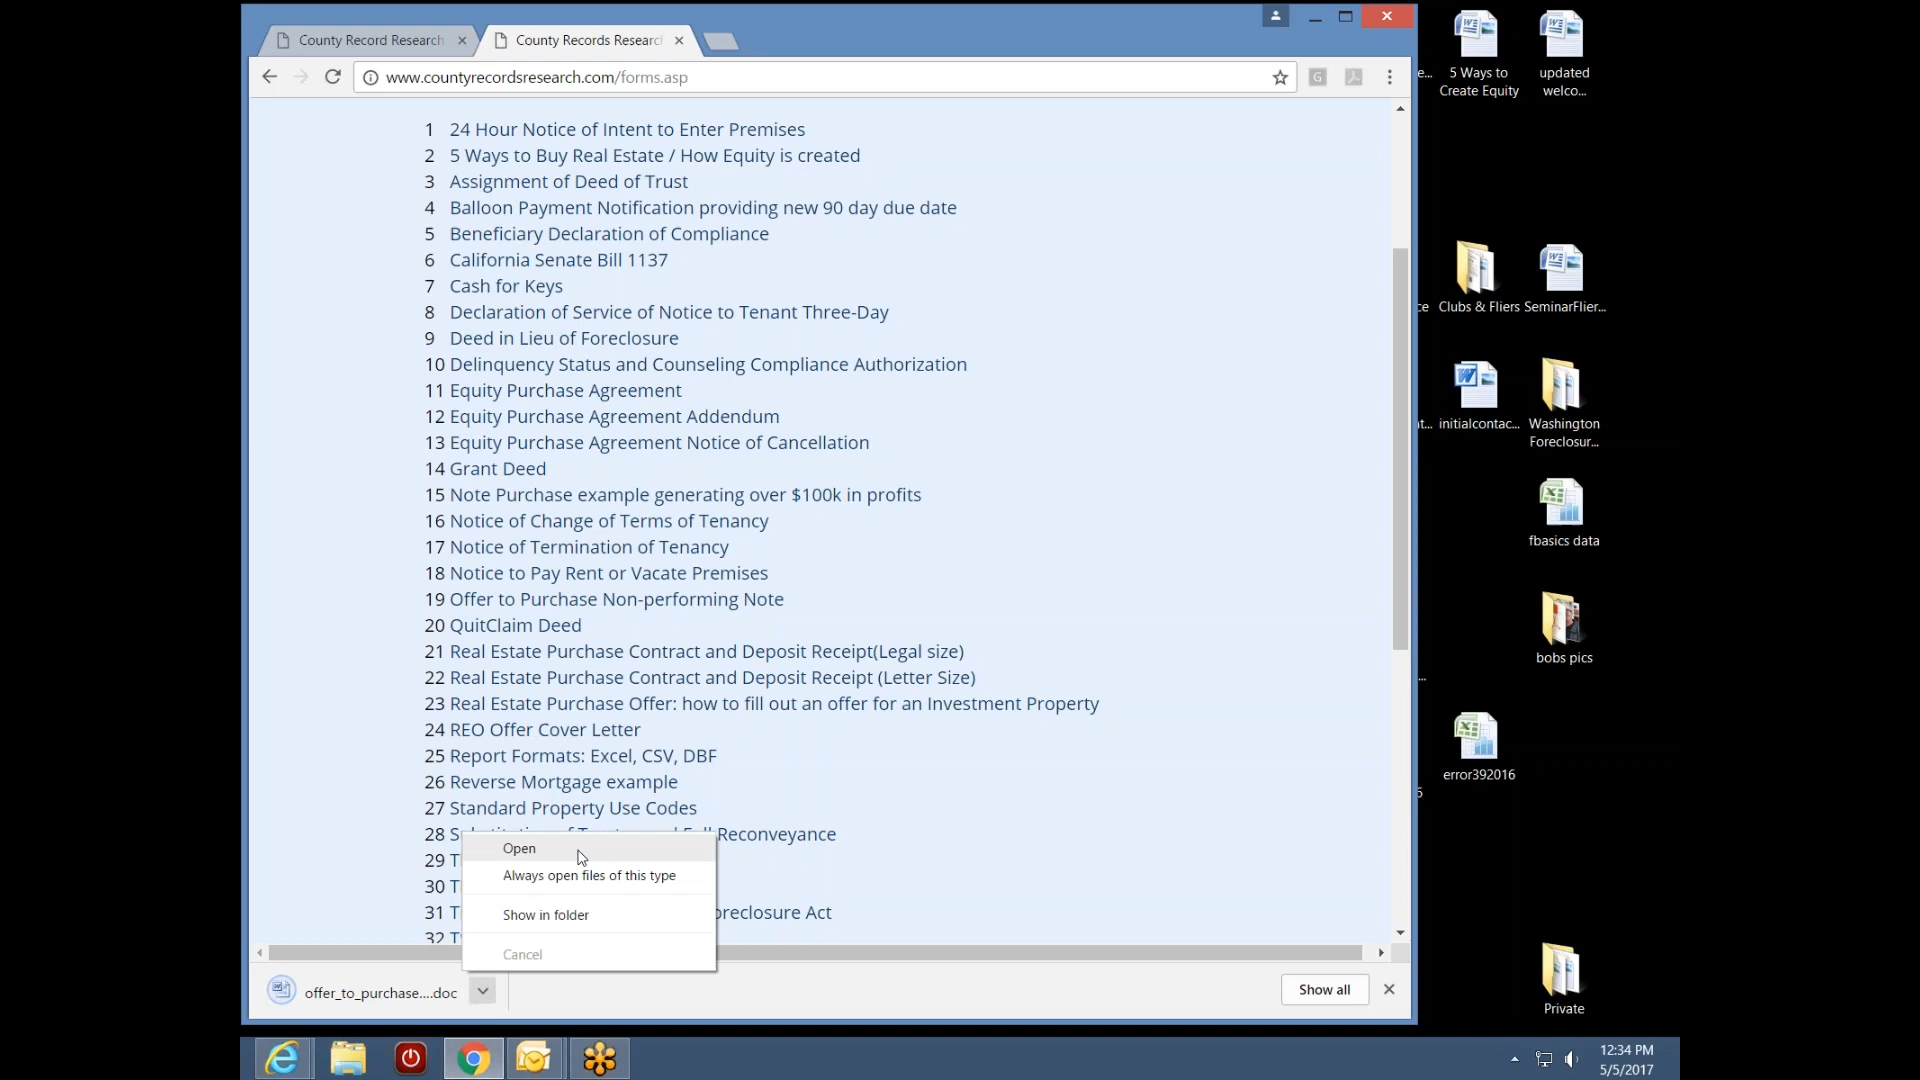 County Record Research
County Records Researc
www.countyrecordsresearch.com/forms.asp
1 24 Hour Notice of Intent to Enter Premises
2 5 Ways to Buy Real Estate / How Equity is created
3 Assignment of Deed of Trust
4 Balloon Payment Notification providing new 90 day due date
5 Beneficiary Declaration of Compliance
6 California Senate Bill 1137
7 Cash for Keys
8 Declaration of Service of Notice to Tenant Three-Day
9 Deed in Lieu of Foreclosure
10 Delinquency Status and Counseling Compliance Authorization
11 Equity Purchase Agreement
12 Equity Purchase Agreement Addendum
13 Equity Purchase Agreement Notice of Cancellation
14 Grant Deed
15 Note Purchase example generating over $100k in profits
16 Notice of Change of Terms of Tenancy
17 Notice of Termination of Tenancy
18 Notice to Pay Rent or Vacate Premises
19 Offer to Purchase Non-performing Note
20 QuitClaim Deed
21 Real Estate Purchase Contract and Deposit Receipt(Legal size)
22 Real Estate Purchase Contract and Deposit Receipt (Letter Size)
23 Real Estate Purchase Offer: how to fill out an offer for an Investment Property
24 REO Offer Cover Letter
25 Report Formats: Excel, CSV, DBF
26 Reverse Mortgage example
27 Standard Property Use Codes
28 S Reconveyance
29 T
30 T
31 T oreclosure Act
32 T
Open
Always open files of this type
Show in folder
Cancel
offer_to_purchase....doc
Show all
e...
5 Ways to
Create Equity
updated
welco...
ce
Clubs & Fliers
SeminarFlier...
t...
initialcontac...
Washington
Foreclosur...
fbasics data
bobs pics
...
error392016
Private
12:34 PM
5/5/2017